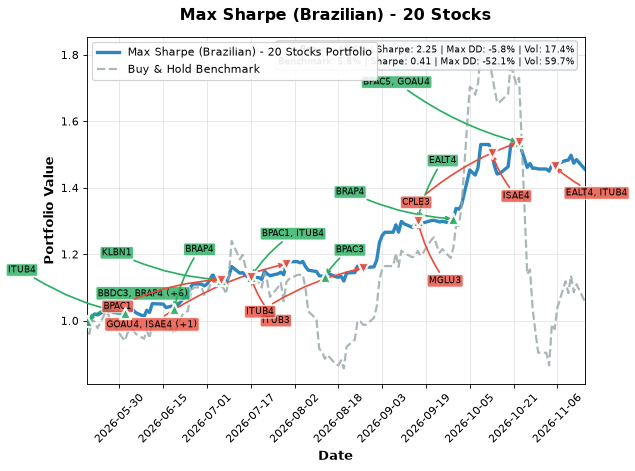 Max Sharpe (Brazilian) - 20 Stocks
Max Sharpe (Brazilian) - 20 Stocks Portfolio
Buy & Hold Benchmark
Sharpe: 2.25 | Max DD: -5.8% | Vol: 17.4%
Benchmark: 5.8% | Sharpe: 0.41 | Max DD: -52.1% | Vol: 59.7%
BPAC5, GOAU4
EALT4
BRAP4
CPLE3
ISAE4
EALT4, ITUB4
BPAC1, ITUB4
BRAP4
KLBN1
BPAC3
ITUB4
MGLU3
BBDC3, BRAP4 (+6)
BPAC1
ITUB4
ITUB3
GOAU4, ISAE4 (+1)
Portfolio Value
1.8
1.6
1.4
1.2
1.0
2026-05-30
2026-06-15
2026-07-01
2026-07-17
2026-08-02
2026-08-18
2026-09-03
2026-09-19
2026-10-05
2026-10-21
2026-11-06
Date